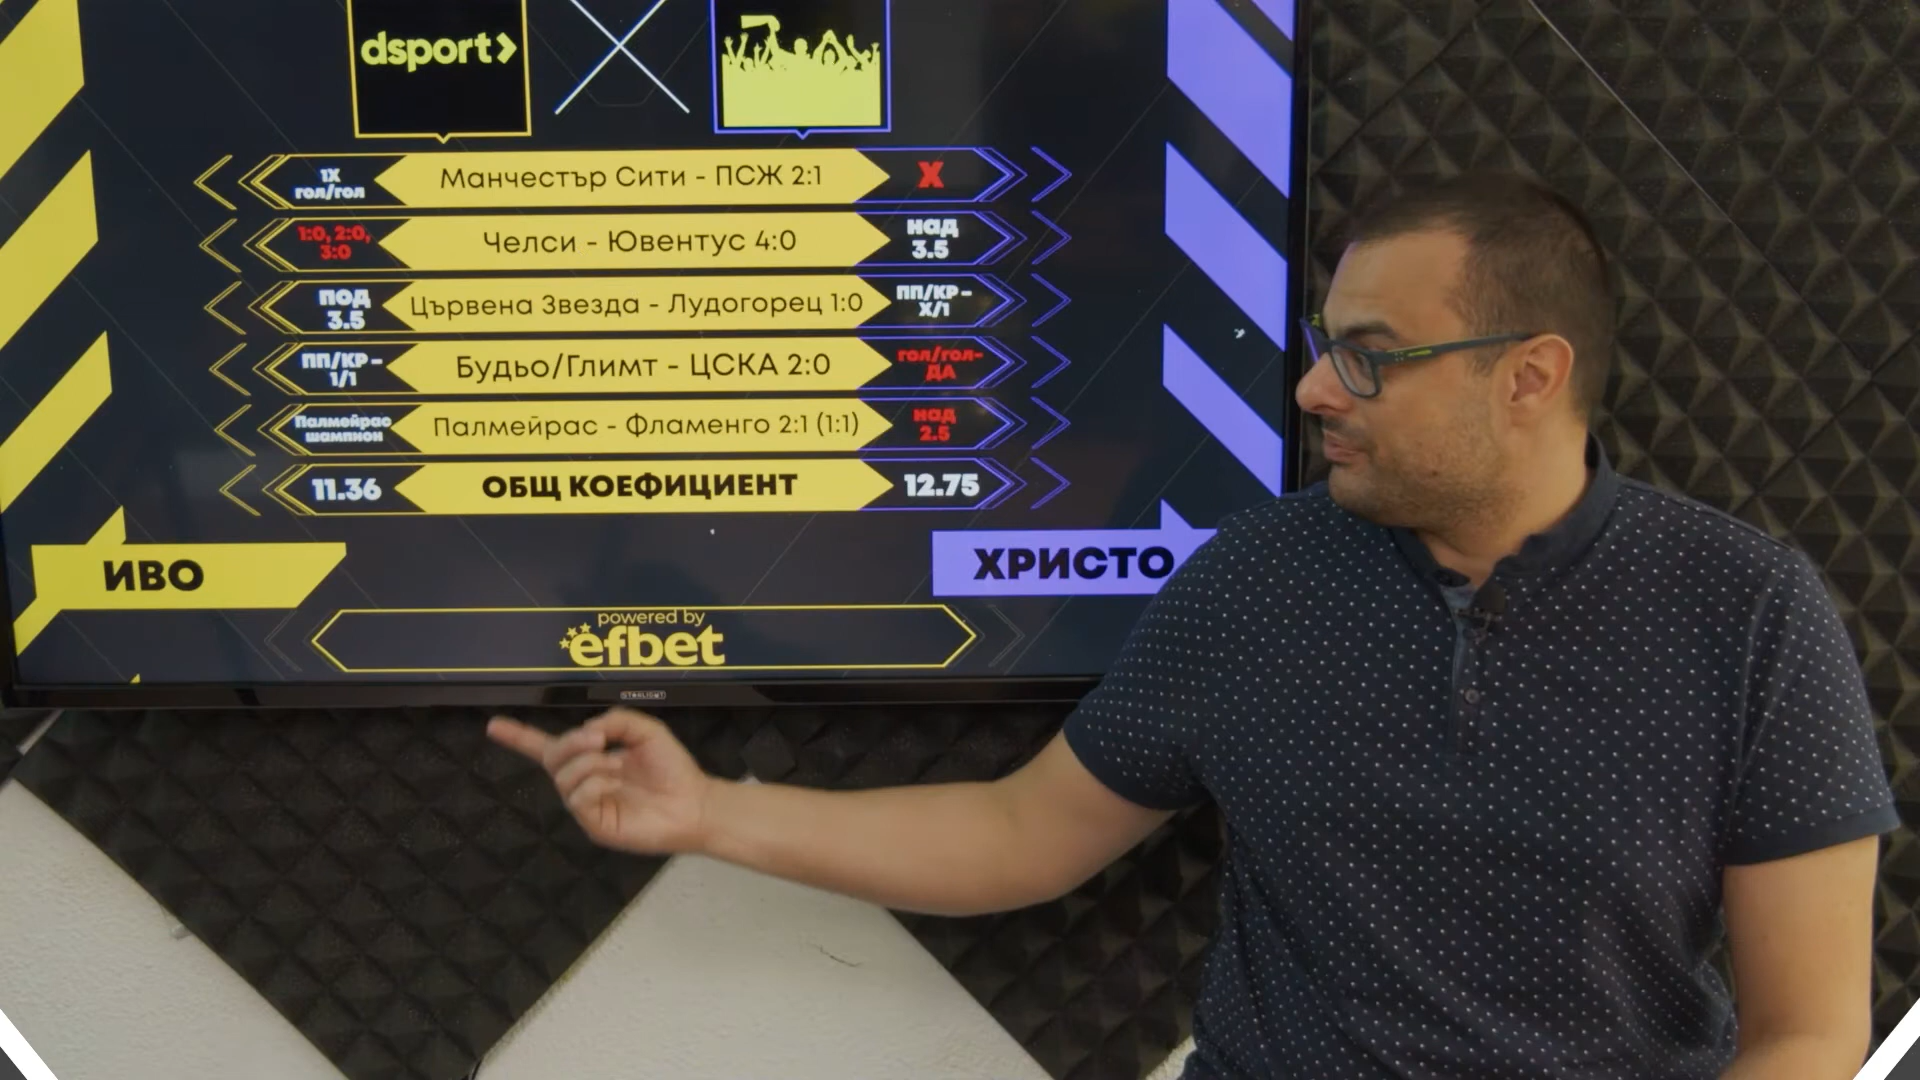 dsport
1X
гол/гол
Манчестър Сити - ПСЖ 2:1
X
1:0, 2:0,
3:0
Челси - Ювентус 4:0
над
3.5
под
3.5
Цървена Звезда - Лудогорец 1:0
ПП/КР -
Х/1
ПП/КР -
1/1
Будьо/Глимт - ЦСКА 2:0
гол/гол-
ДА
Палмейрас
шампион
Палмейрас - Фламенго 2:1 (1:1)
над
2.5
11.36
ОБЩ КОЕФИЦИЕНТ
12.75
ИВО
ХРИСТО
powered by
efbet
STARLIGHT